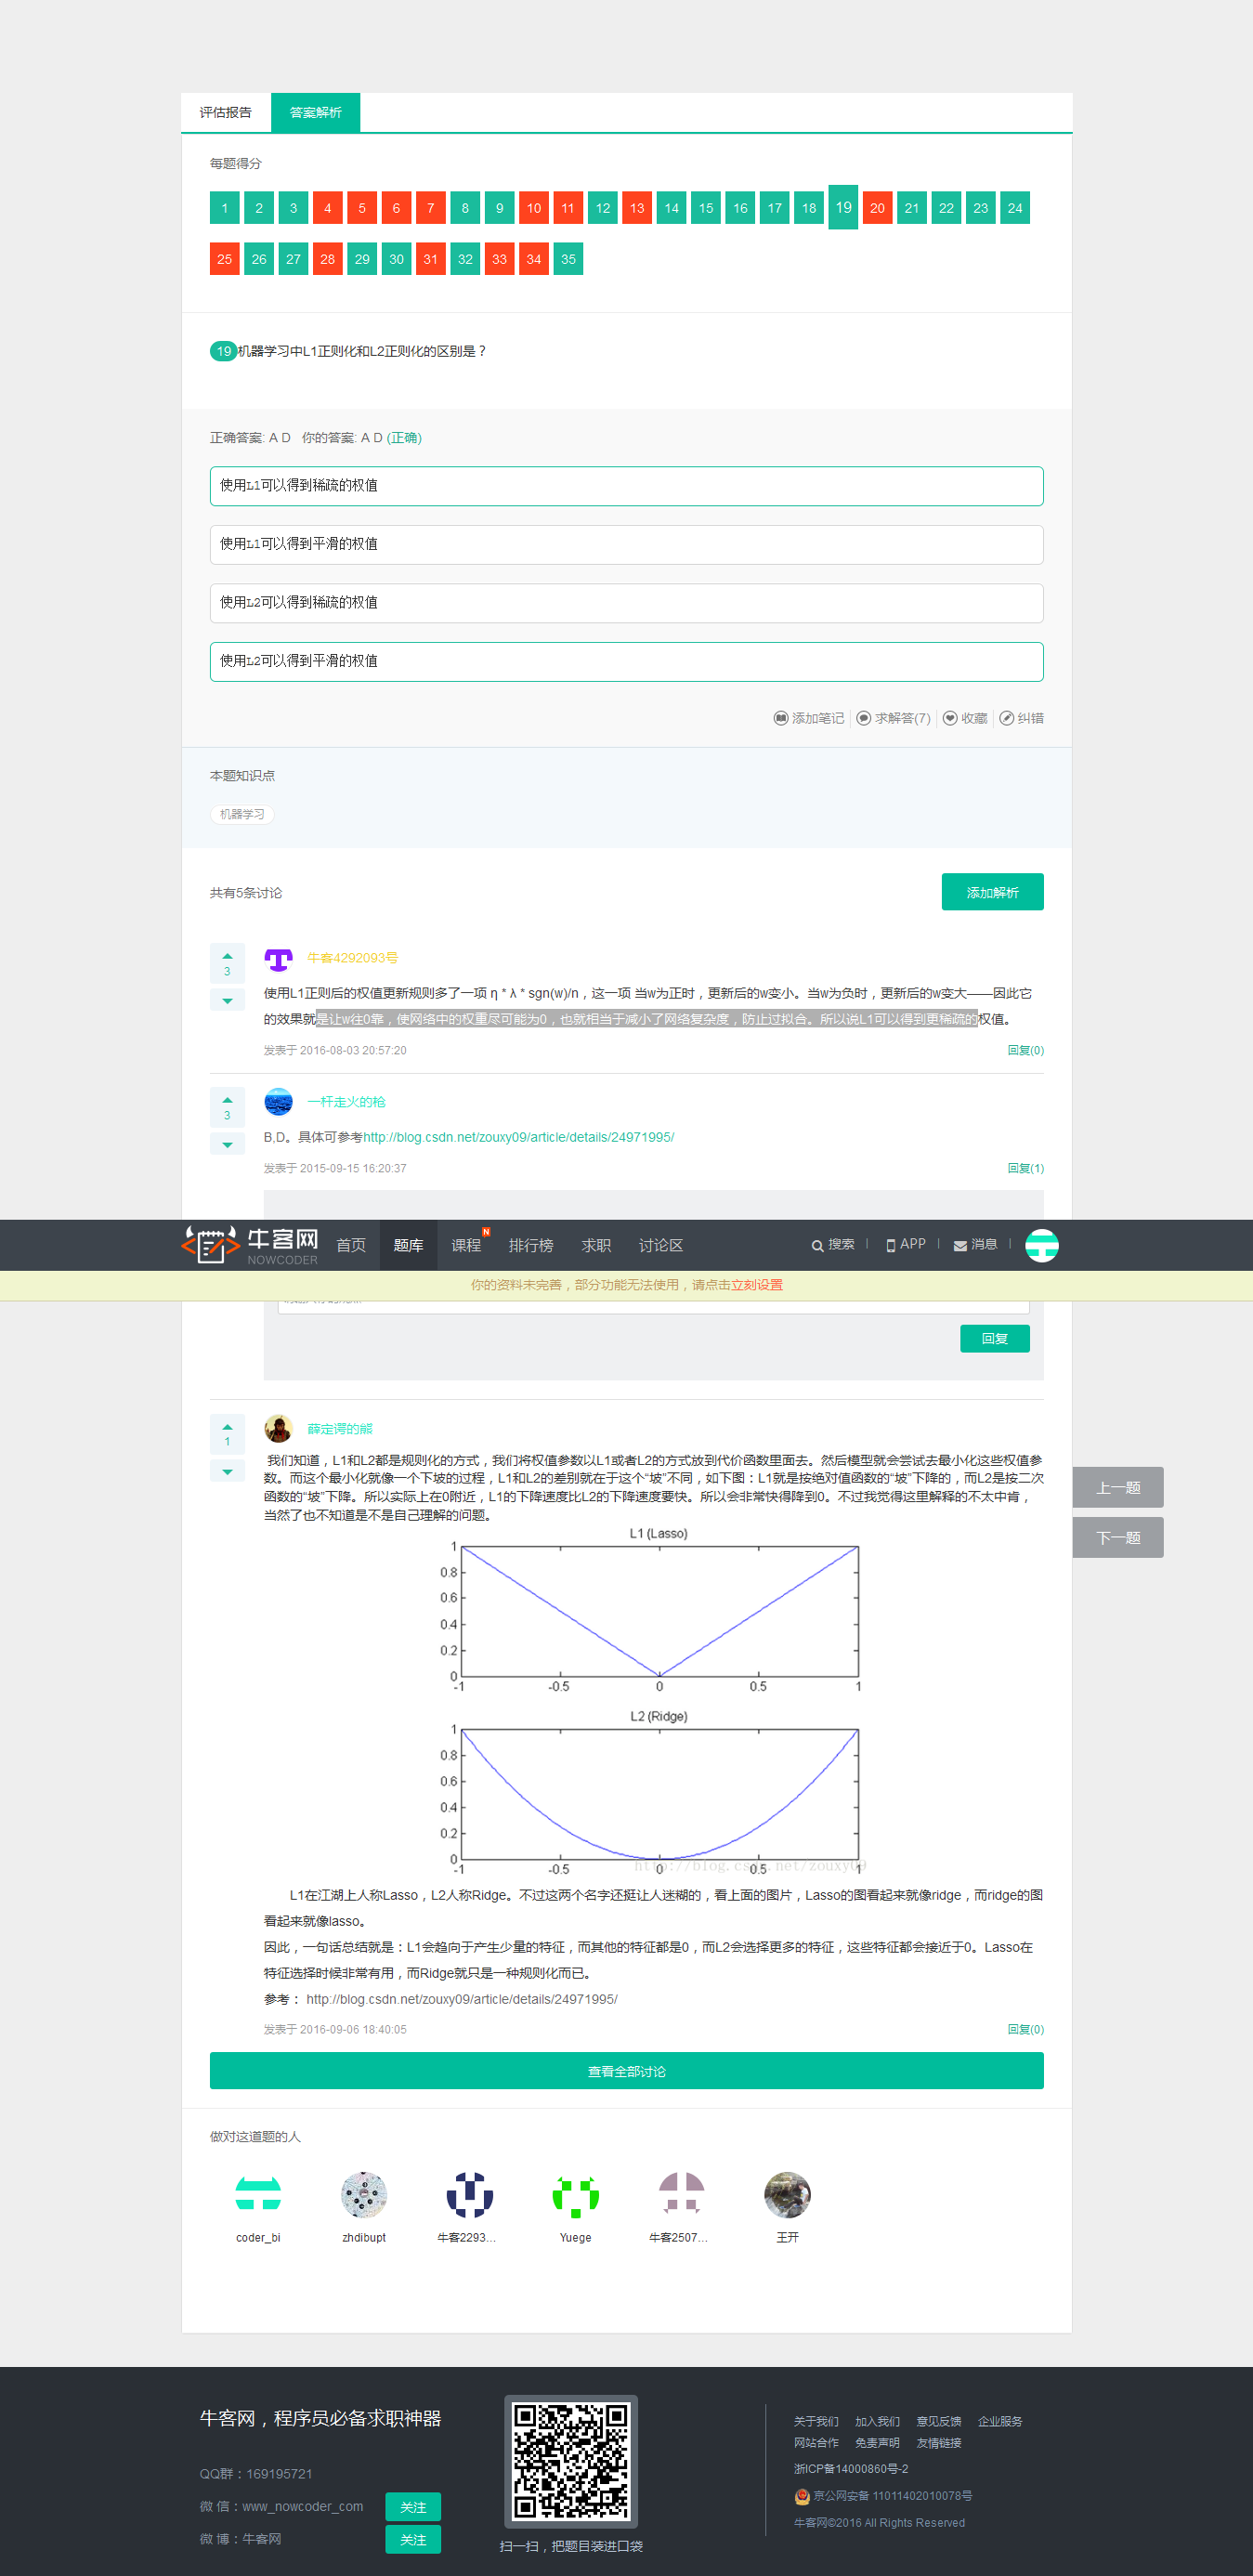 评估报告 答案解析
每题得分
1 2 3 4 5 6 7 8 9 10 11 12 13 14 15 16 17 18 19 20 21 22 23 24
25 26 27 28 29 30 31 32 33 34 35
19 机器学习中L1正则化和L2正则化的区别是？
正确答案: A D 你的答案: A D (正确)
使用L1可以得到稀疏的权值
使用L1可以得到平滑的权值
使用L2可以得到稀疏的权值
使用L2可以得到平滑的权值
添加笔记 求解答(7) 收藏 纠错
本题知识点
机器学习
共有5条讨论 添加解析
3
牛客4292093号
使用L1正则后的权值更新规则多了一项 η * λ * sgn(w)/n，这一项 当w为正时，更新后的w变小。当w为负时，更新后的w变大——因此它
的效果就是让w往0靠，使网络中的权重尽可能为0，也就相当于减小了网络复杂度，防止过拟合。所以说L1可以得到更稀疏的权值。
发表于 2016-08-03 20:57:20 回复(0)
3
一杆走火的枪
B,D。具体可参考http://blog.csdn.net/zouxy09/article/details/24971995/
发表于 2015-09-15 16:20:37 回复(1)
牛客网 NOWCODER 首页 题库 课程 N 排行榜 求职 讨论区 搜索 APP 消息
你的资料未完善，部分功能无法使用，请点击立刻设置
回复
1
薛定谔的熊
我们知道，L1和L2都是规则化的方式，我们将权值参数以L1或者L2的方式放到代价函数里面去。然后模型就会尝试去最小化这些权值参
数。而这个最小化就像一个下坡的过程，L1和L2的差别就在于这个“坡”不同，如下图：L1就是按绝对值函数的“坡”下降的，而L2是按二次
函数的“坡”下降。所以实际上在0附近，L1的下降速度比L2的下降速度要快。所以会非常快得降到0。不过我觉得这里解释的不太中肯，
当然了也不知道是不是自己理解的问题。
上一题
下一题
L1 (Lasso)
1
0.8
0.6
0.4
0.2
0
-1 -0.5 0 0.5 1
L2 (Ridge)
1
0.8
0.6
0.4
0.2
0
-1 -0.5 0 0.5 1
http://blog.csdn.net/zouxy09
L1在江湖上人称Lasso，L2人称Ridge。不过这两个名字还挺让人迷糊的，看上面的图片，Lasso的图看起来就像ridge，而ridge的图
看起来就像lasso。
因此，一句话总结就是：L1会趋向于产生少量的特征，而其他的特征都是0，而L2会选择更多的特征，这些特征都会接近于0。Lasso在
特征选择时候非常有用，而Ridge就只是一种规则化而已。
参考： http://blog.csdn.net/zouxy09/article/details/24971995/
发表于 2016-09-06 18:40:05 回复(0)
查看全部讨论
做对这道题的人
coder_bi zhdibupt 牛客2293... Yuege 牛客2507... 王开
牛客网，程序员必备求职神器
QQ群：169195721
微 信：www_nowcoder_com 关注
微 博：牛客网 关注
扫一扫，把题目装进口袋
关于我们 加入我们 意见反馈 企业服务
网站合作 免责声明 友情链接
浙ICP备14000860号-2
京公网安备 11011402010078号
牛客网©2016 All Rights Reserved